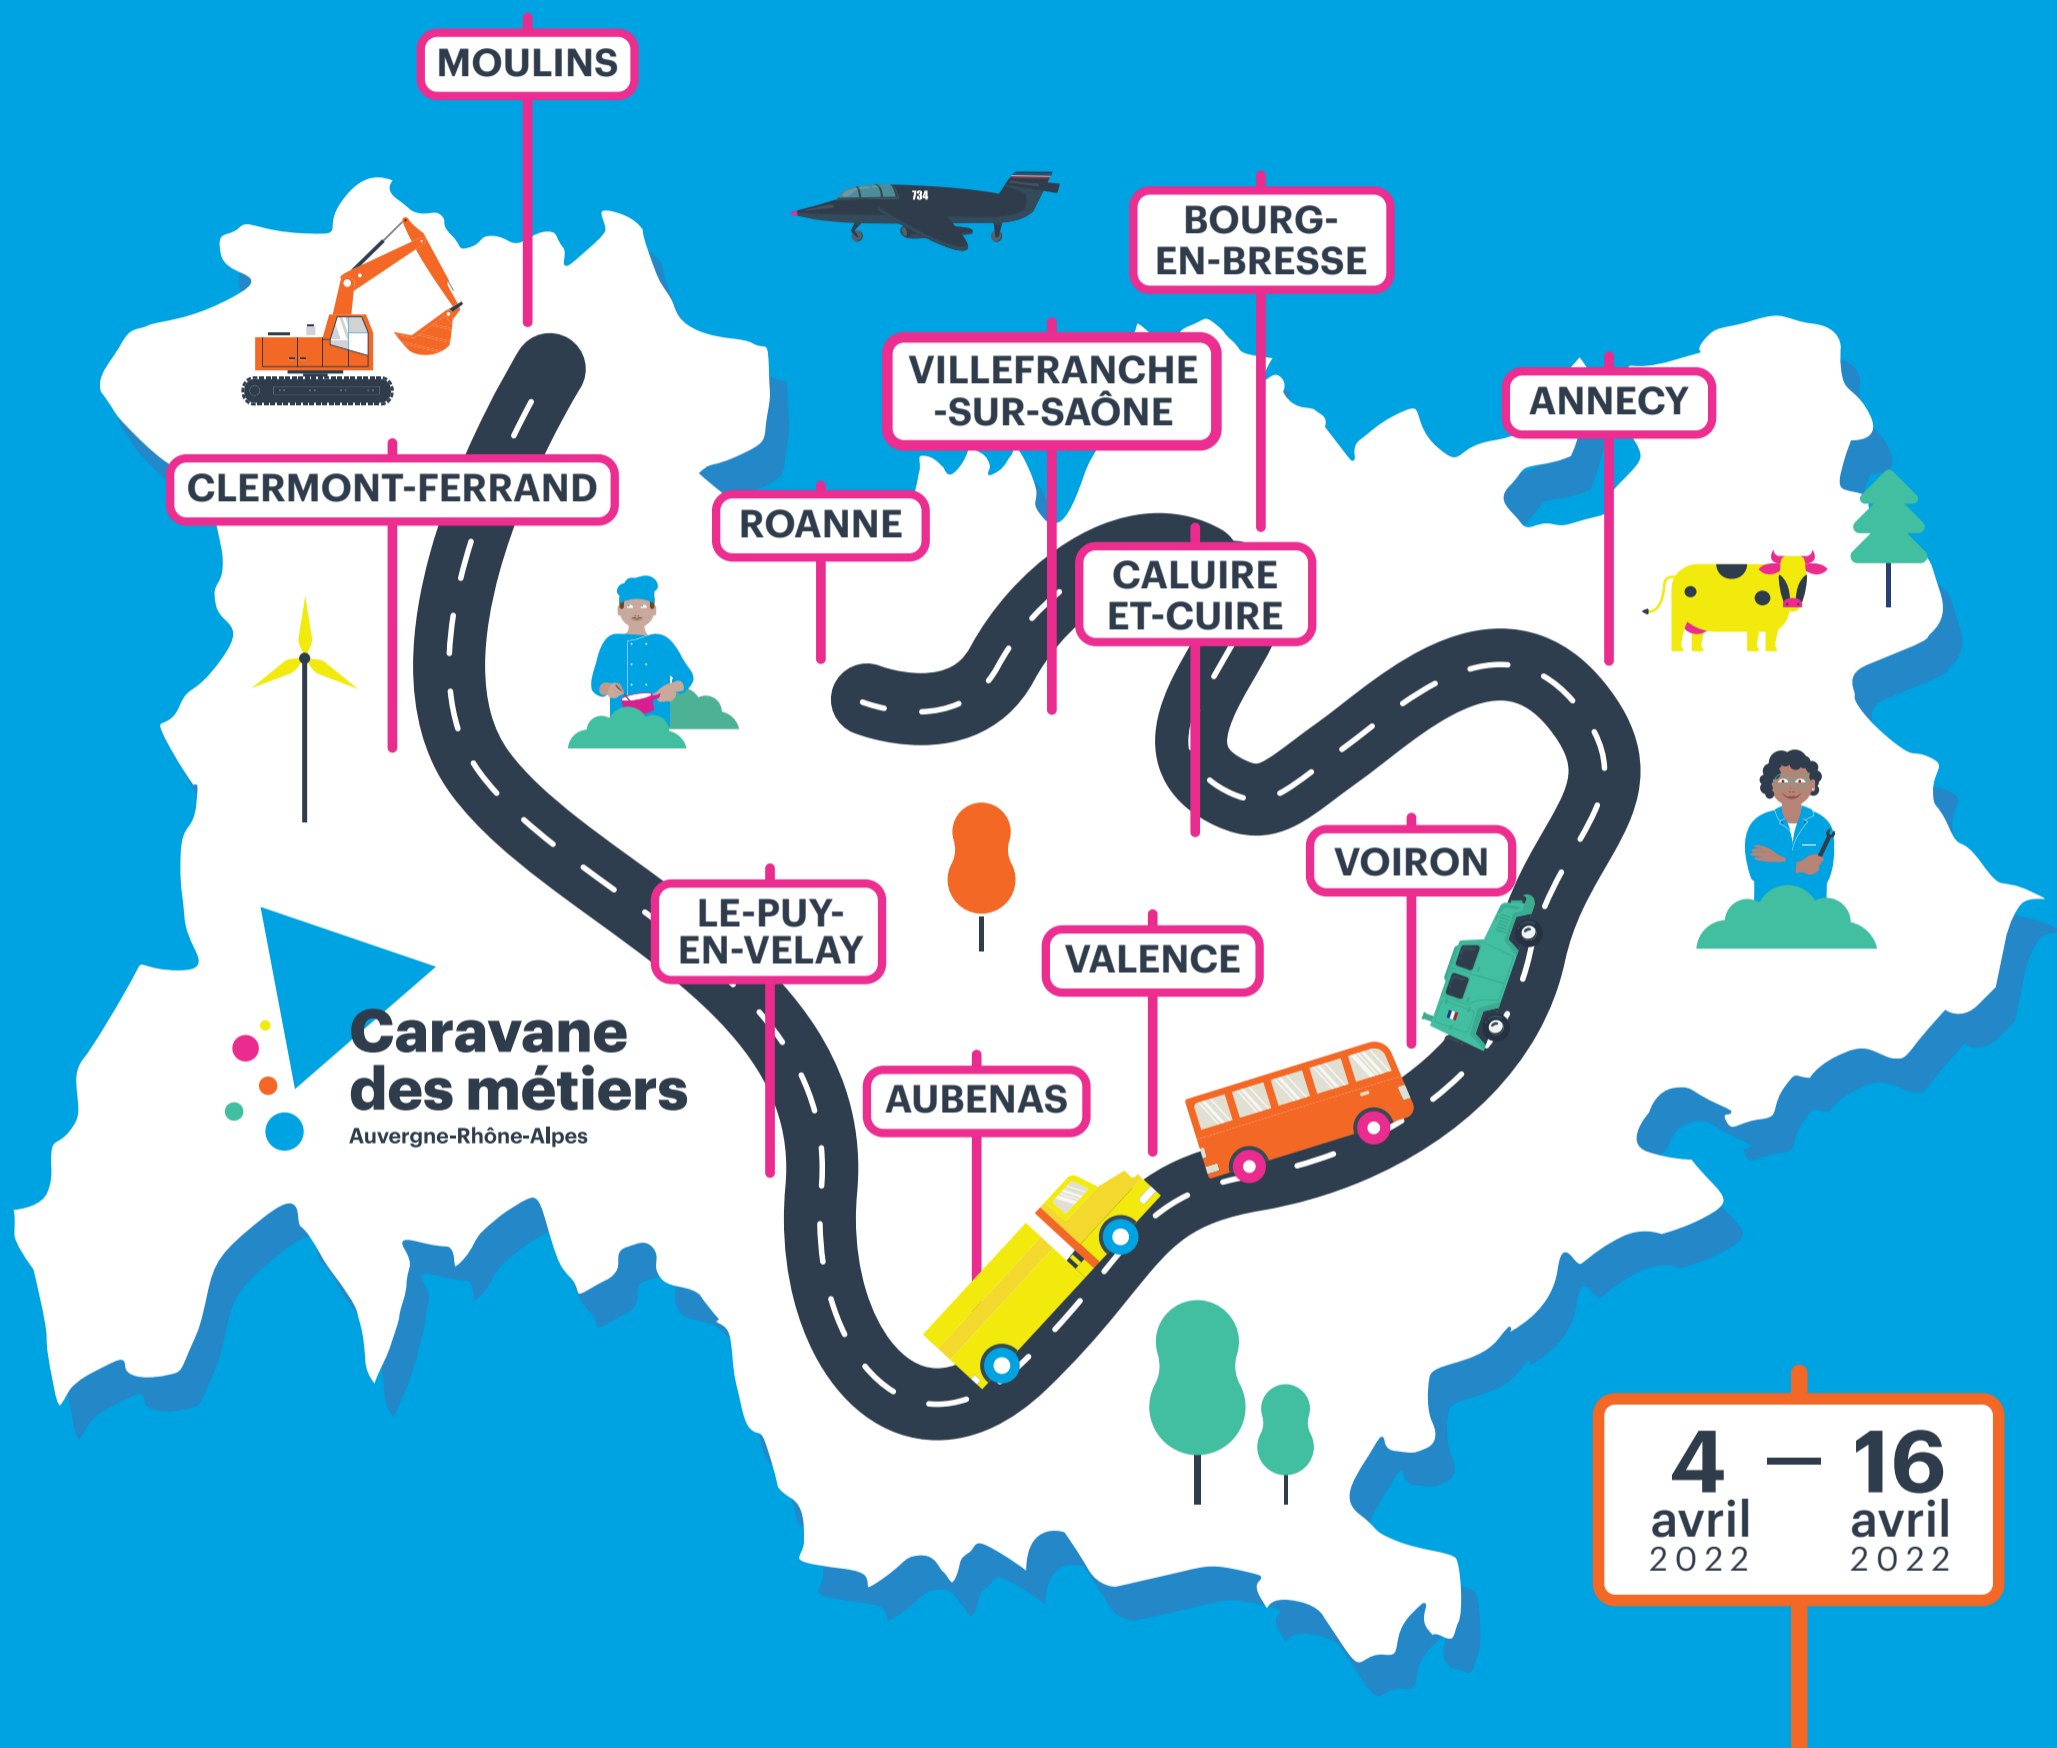 MOULINS
734
BOURG-
EN-BRESSE
VILLEFRANCHE
-SUR-SAÔNE
ANNECY
CLERMONT-FERRAND
ROANNE
CALUIRE
ET-CUIRE
VOIRON
LE-PUY-
EN-VELAY
VALENCE
AUBENAS
Caravane
des métiers
Auvergne-Rhône-Alpes
4 — 16
avril avril
2022 2022